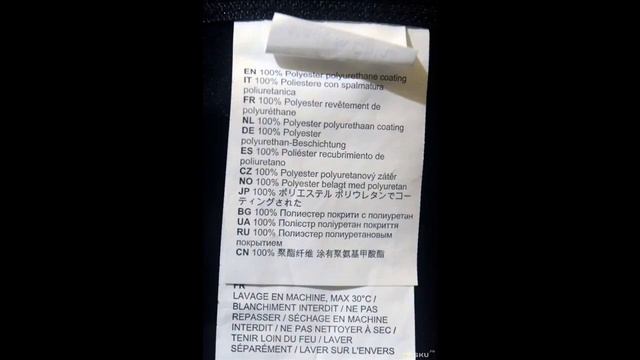 EN 100% Polyester polyurethane coating
IT 100% Poliestere con spalmatura
poliuretanica
FR 100% Polyester revêtement de
polyuréthane
NL 100% Polyester polyurethaan coating
DE 100% Polyester
polyurethan-Beschichtung
ES 100% Poliéster recubrimiento de
poliuretano
CZ 100% Polyester polyuretanový zátěr
NO 100% Polyester belagt med polyuretan
JP 100% ポリエステル ポリウレタンでコー
ティングされた
BG 100% Полиестер покрити с полиуретан
UA 100% Поліестр поліуретан покриття
RU 100% Полиэстер полиуретановым
покрытием
CN 100% 聚酯纤维 涂有聚氨基甲酸酯
FR
LAVAGE EN MACHINE, MAX 30°C /
BLANCHIMENT INTERDIT / NE PAS
REPASSER / SÉCHAGE EN MACHINE
INTERDIT / NE PAS NETTOYER À SEC /
TENIR LOIN DU FEU / LAVER
SÉPARÉMENT / LAVER SUR L'ENVERS